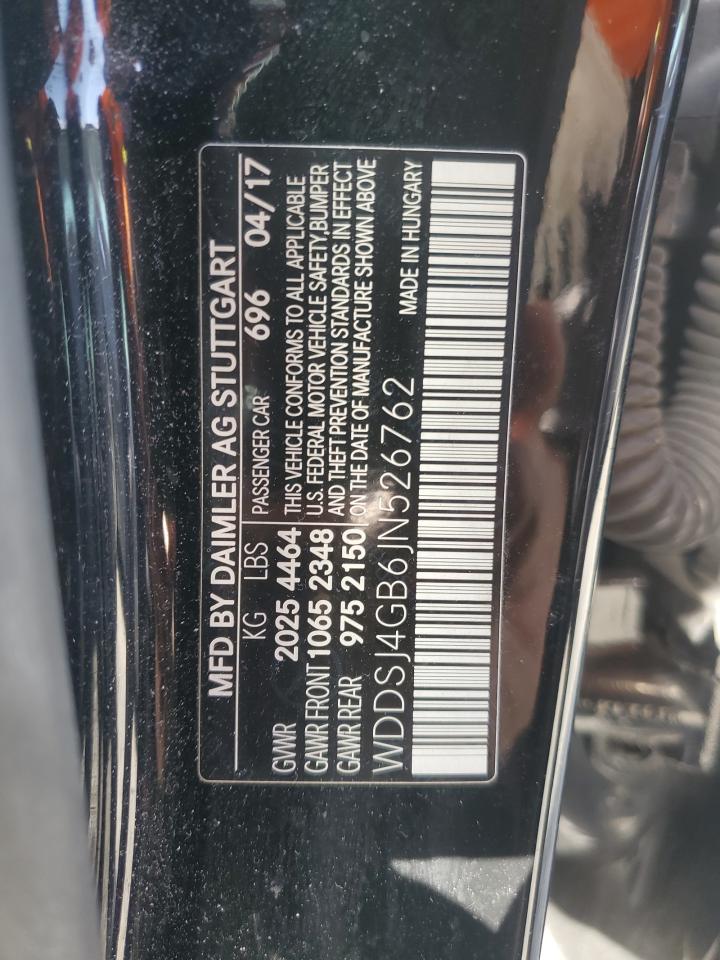 MFD BY DAIMLER AG STUTTGART
KG LBS PASSENGER CAR 696 04/17
GVWR 2025 4464 THIS VEHICLE CONFORMS TO ALL APPLICABLE
GAWR FRONT 1065 2348 U.S. FEDERAL MOTOR VEHICLE SAFETY,BUMPER
GAWR REAR 975 2150 AND THEFT PREVENTION STANDARDS IN EFFECT
ON THE DATE OF MANUFACTURE SHOWN ABOVE
WDDSJ4GB6JN526762 MADE IN HUNGARY